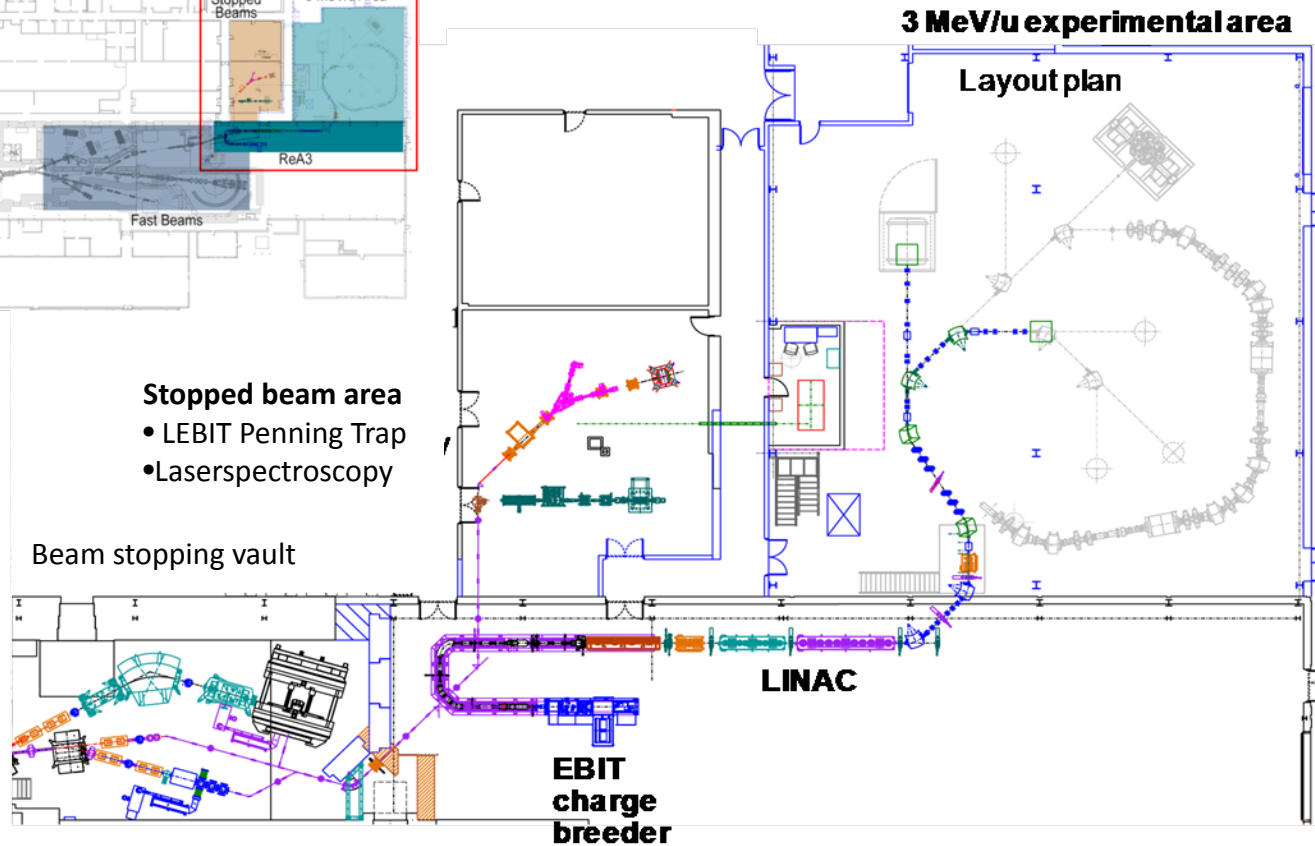 Stopped
Beams
ReA3
Fast Beams
3 MeV/u experimental area
Layout plan
Stopped beam area
• LEBIT Penning Trap
•Laserspectroscopy
Beam stopping vault
LINAC
EBIT
charge
breeder